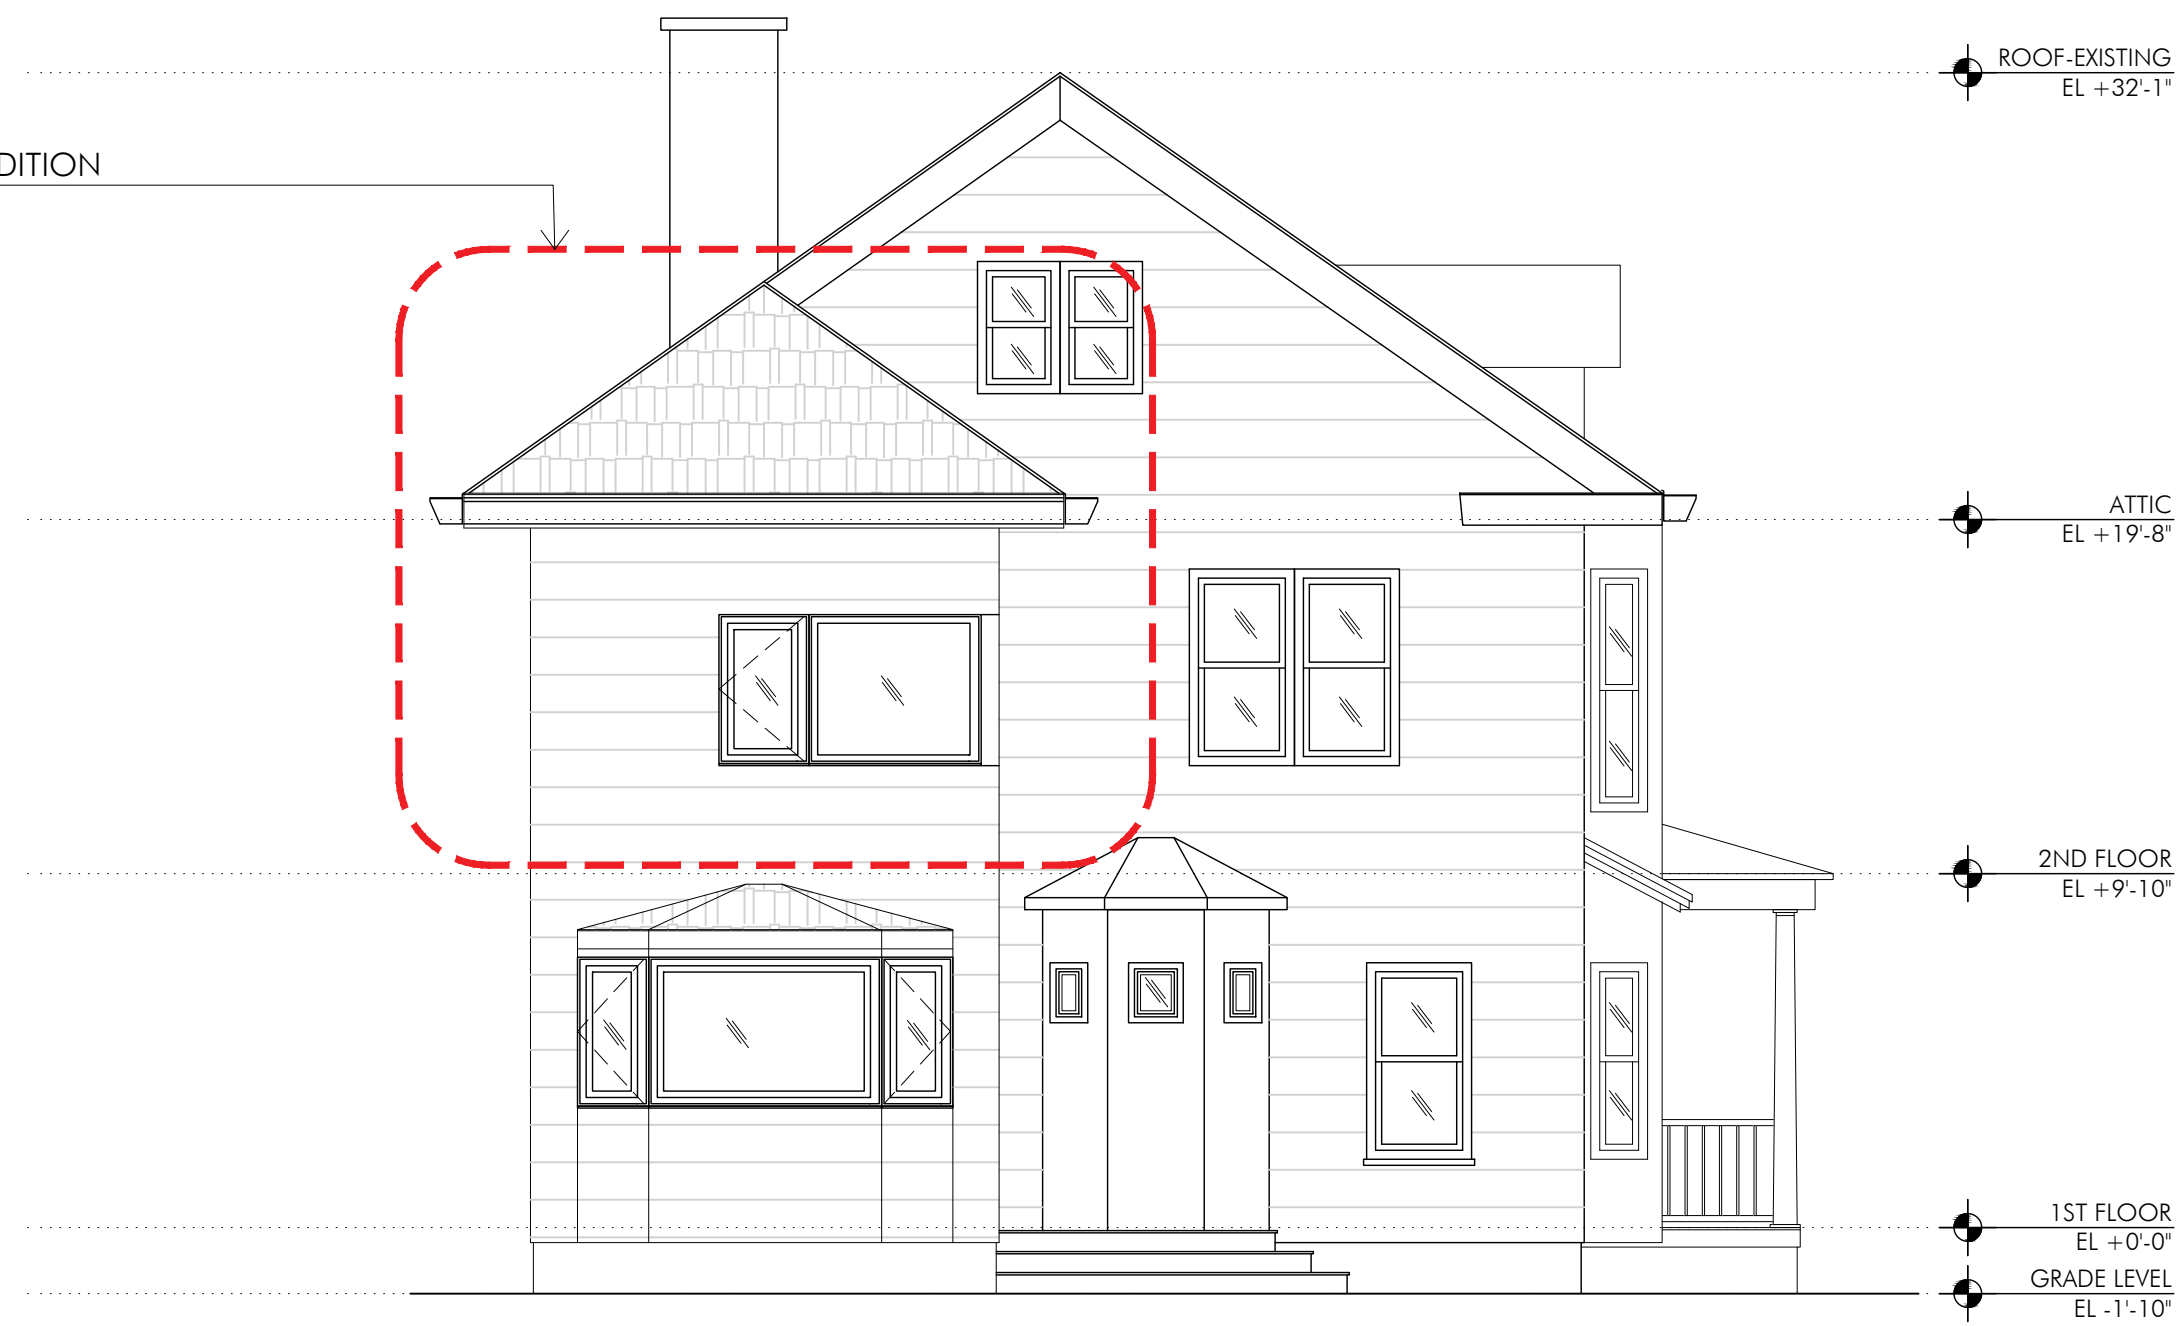 ROOF-EXISTING
EL +32'-1"
DITION
ATTIC
EL +19'-8"
2ND FLOOR
EL +9'-10"
1ST FLOOR
EL +0'-0"
GRADE LEVEL
EL -1'-10"